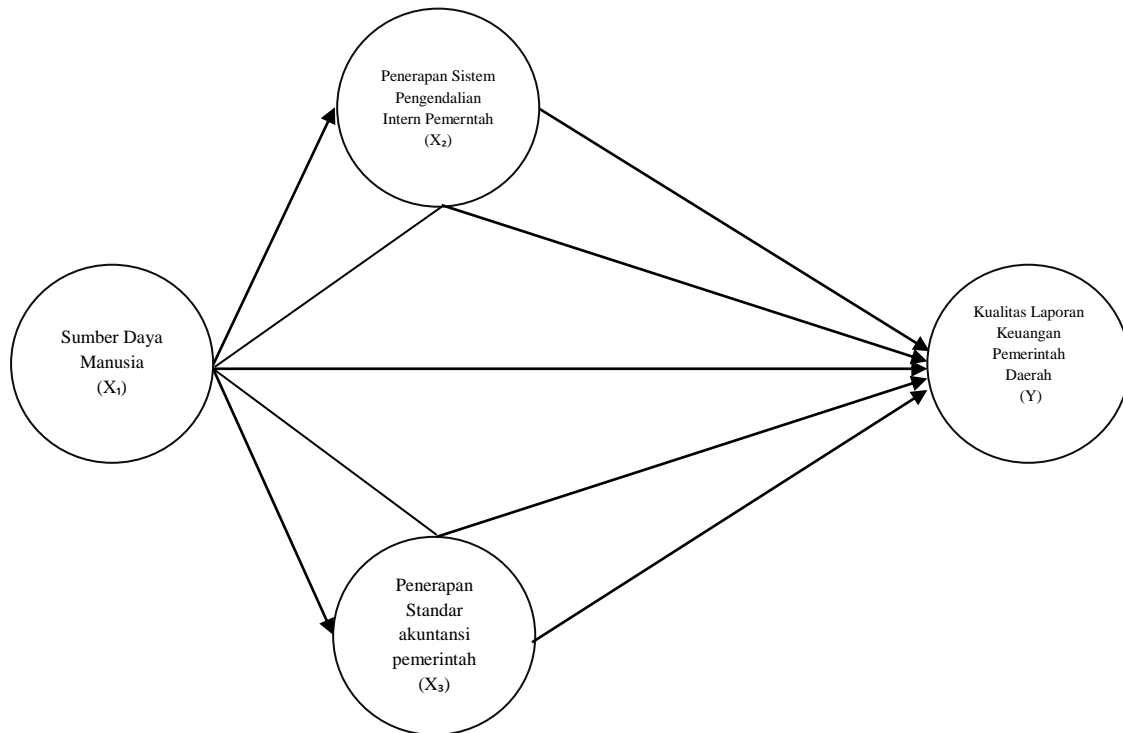 Penerapan Sistem
Pengendalian
Intern Pemerntah
(X₂)
Sumber Daya
Manusia
(X₁)
Kualitas Laporan
Keuangan
Pemerintah
Daerah
(Y)
Penerapan
Standar
akuntansi
pemerintah
(X₃)